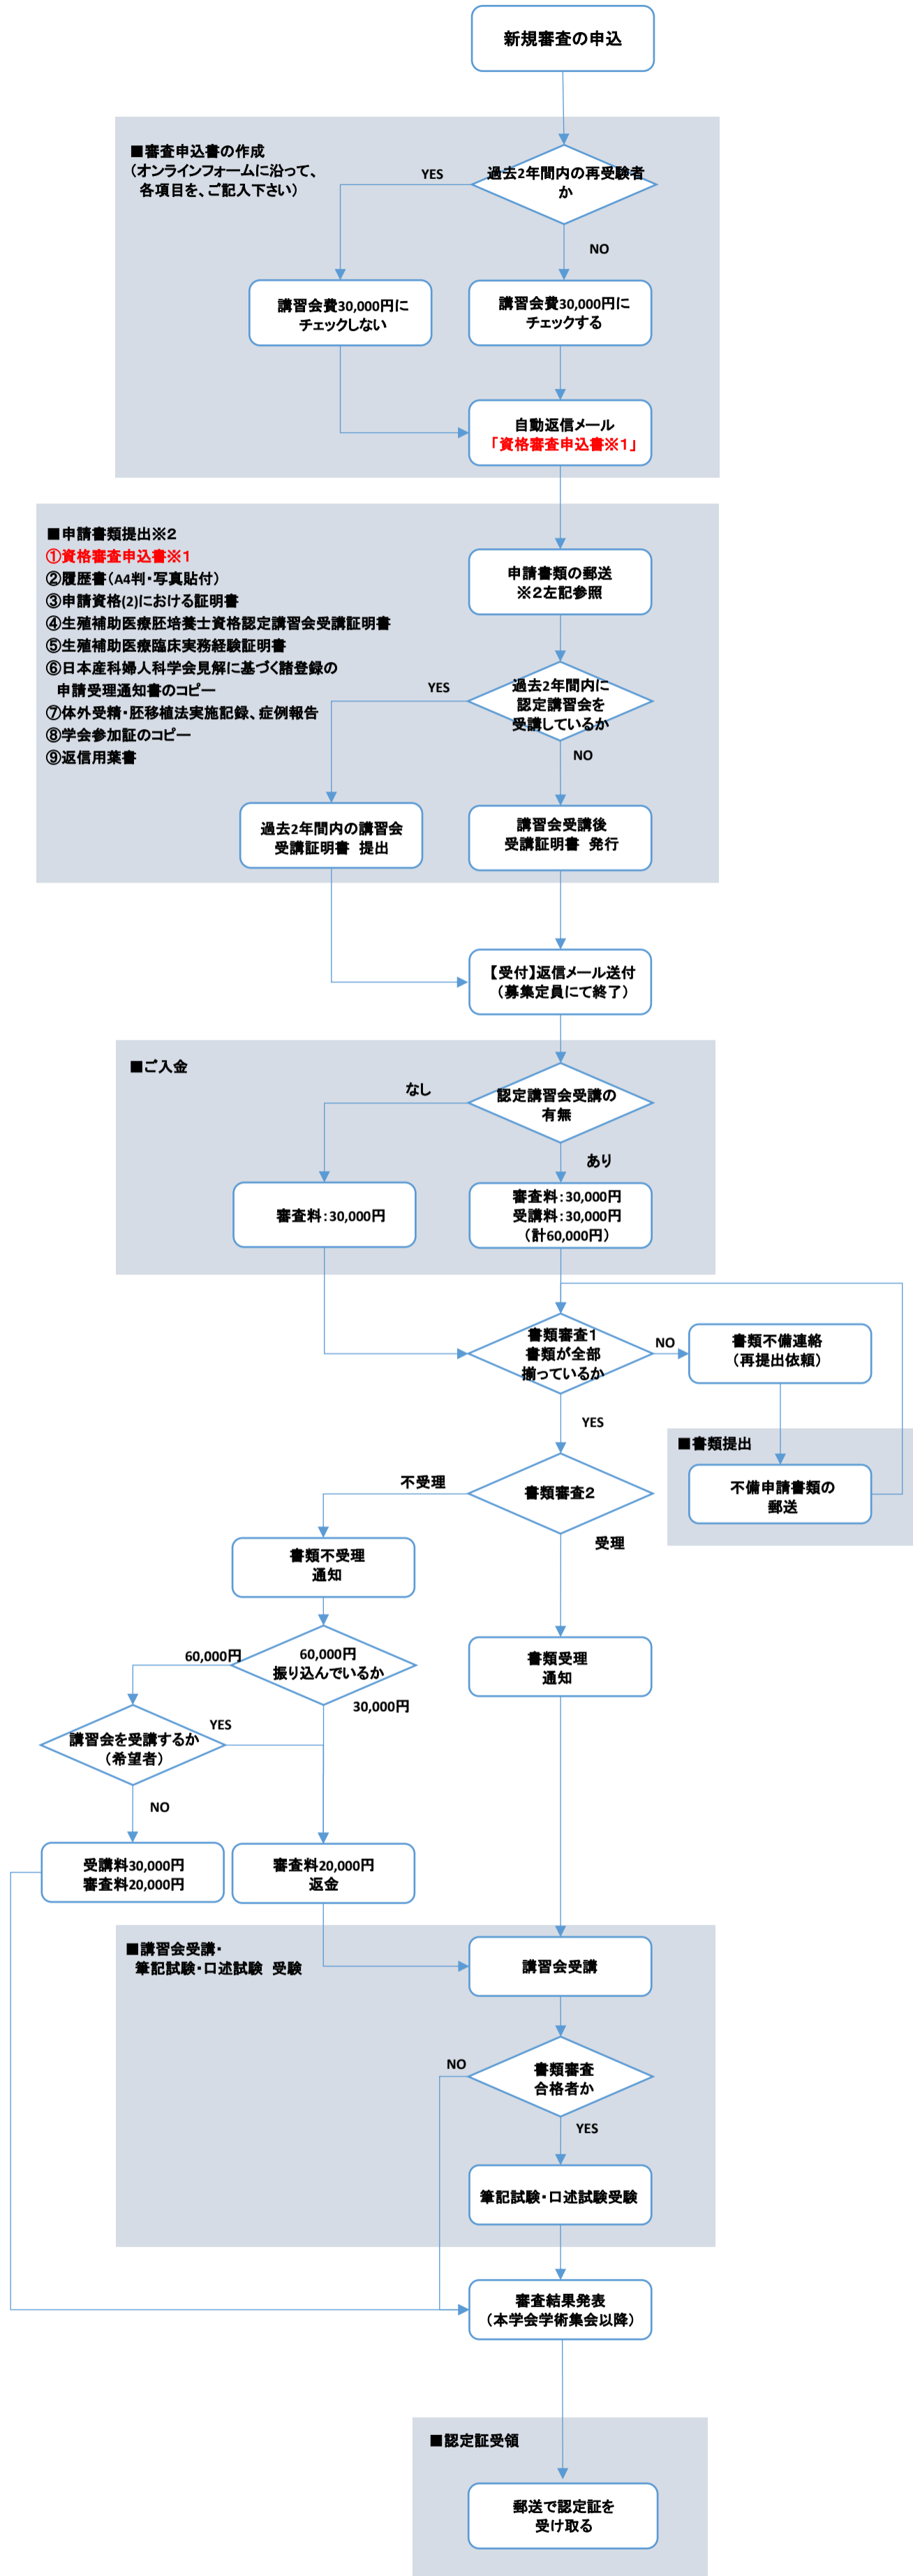 新規審査の申込
■審査申込書の作成
(オンラインフォームに沿って、
各項目を、ご記入下さい)
過去2年間内の再受験者
か
YES
NO
講習会費30,000円に
チェックしない
講習会費30,000円に
チェックする
自動返信メール
「資格審査申込書※1」
■申請書類提出※2
①資格審査申込書※1
②履歴書(A4判・写真貼付)
③申請資格(2)における証明書
④生殖補助医療胚培養士資格認定講習会受講証明書
⑤生殖補助医療臨床実務経験証明書
⑥日本産科婦人科学会見解に基づく諸登録の
申請受理通知書のコピー
⑦体外受精・胚移植法実施記録、症例報告
⑧学会参加証のコピー
⑨返信用葉書
申請書類の郵送
※2左記参照
過去2年間内に
認定講習会を
受講しているか
YES
NO
過去2年間内の講習会
受講証明書 提出
講習会受講後
受講証明書 発行
【受付】返信メール送付
(募集定員にて終了)
■ご入金
認定講習会受講の
有無
なし
あり
審査料:30,000円
審査料:30,000円
受講料:30,000円
(計60,000円)
書類審査1
書類が全部
揃っているか
NO
YES
書類不備連絡
(再提出依頼)
■書類提出
不備申請書類の
郵送
書類審査2
不受理
受理
書類不受理
通知
書類受理
通知
60,000円
振り込んでいるか
60,000円
30,000円
講習会を受講するか
(希望者)
YES
NO
受講料30,000円
審査料20,000円
審査料20,000円
返金
■講習会受講・
筆記試験・口述試験 受験
講習会受講
書類審査
合格者か
NO
YES
筆記試験・口述試験受験
審査結果発表
(本学会学術集会以降)
■認定証受領
郵送で認定証を
受け取る